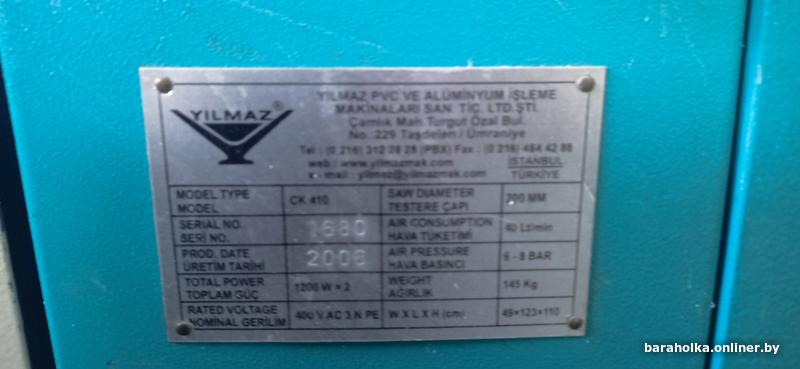 YILMAZ®
YILMAZ PVC VE ALÜMİNYUM İŞLEME
MAKİNALARI SAN. TİC. LTD.ŞTİ.
Çamlık Mah. Turgut Özal Bul.
No.:229 Taşdelen / Ümraniye
Tel : (0 216) 312 28 28 (PBX) Fax : (0 216) 484 42 88
web : www.yilmazmak.com İSTANBUL
e- mail : yilmaz@yilmazmak.com TÜRKİYE
MODEL TYPE
MODEL
CK 410
SAW DIAMETER
TESTERE ÇAPI
300 MM
SERIAL NO.
SERİ NO.
1680
AIR CONSUMPTION
HAVA TÜKETİMİ
40 Lt/min
PROD. DATE
ÜRETİM TARİHİ
2006
AIR PRESSURE
HAVA BASINCI
6 - 8 BAR
TOTAL POWER
TOPLAM GÜÇ
1200 W × 2
WEIGHT
AĞIRLIK
145 Kg
RATED VOLTAGE
NOMİNAL GERİLİM
400 V AC 3 N PE
W X L X H (cm)
49×123×110
baraholka.onliner.by